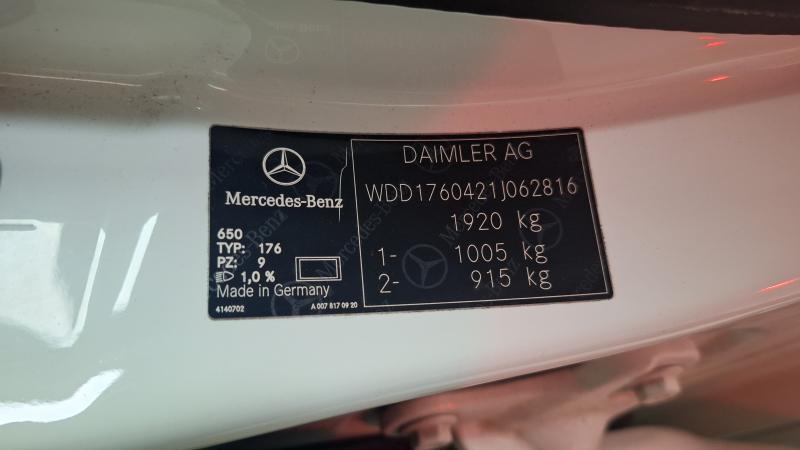 Mercedes-Benz
650
TYP: 176
PZ: 9
1,0 %
Made in Germany
4140702
A 007 817 09 20
DAIMLER AG
WDD1760421J062816
1920 kg
1- 1005 kg
2- 915 kg